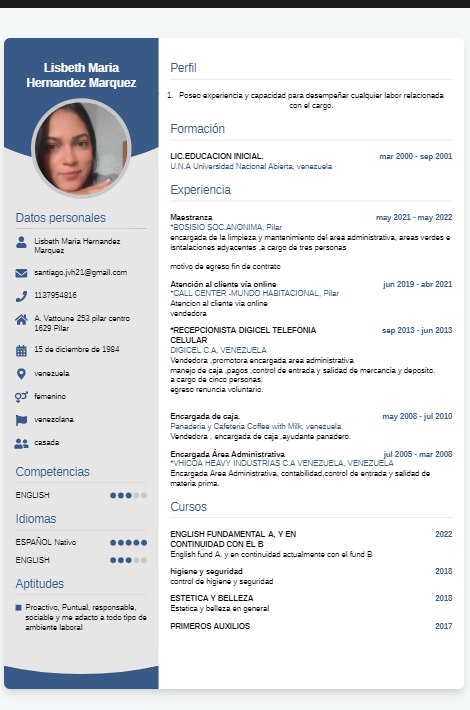 Lisbeth Maria
Hernandez Marquez
Datos personales
Lisbeth Maria Hernandez
Marquez
santiago.jvh21@gmail.com
1137954816
A. Vattoune 253 pilar centro
1629 Pilar
15 de diciembre de 1984
venezuela
femenino
venezolana
casada
Competencias
ENGLISH
Idiomas
ESPAÑOL Nativo
ENGLISH
Aptitudes
Proactivo, Puntual, responsable,
sociable y me adacto a todo tipo de
ambiente laboral
Perfil
1. Poseo experiencia y capacidad para desempeñar cualquier labor relacionada
con el cargo.
Formación
LIC.EDUCACION INICIAL. mar 2000 - sep 2001
U.N.A Universidad Nacional Abierta, venezuela
Experiencia
Maestranza may 2021 - may 2022
*BOSISIO SOC.ANONIMA, Pilar
encargada de la limpieza y mantenimiento del area administrativa, areas verdes e
isntalaciones adyacentes ,a cargo de tres personas
motivo de egreso fin de contrato
Atención al cliente vía online jun 2019 - abr 2021
*CALL CENTER -MUNDO HABITACIONAL, Pilar
Atencion al cliente via online
vendedora
*RECEPCIONISTA DIGICEL TELEFONIA sep 2013 - jun 2013
CELULAR
DIGICEL C.A, VENEZUELA
Vendedora ,promotora encargada area administrativa
manejo de caja ,pagos ,control de entrada y salidad de mercancia y deposito.
a cargo de cinco personas.
egreso renuncia voluntario.
Encargada de caja. may 2008 - jul 2010
Panaderia y Cafeteria Coffee with Milk, venezuela
Vendedora , encargada de caja ,ayudante panadero.
Encargada Área Administrativa jul 2005 - mar 2008
*VHICOA HEAVY INDUSTRIAS C.A VENEZUELA, VENEZUELA
Encargada Area Administrativa, contabilidad,control de entrada y salidad de
materia prima.
Cursos
ENGLISH FUNDAMENTAL A, Y EN 2022
CONTINUIDAD CON EL B
English fund A, y en continuidad actualmente con el fund B
higiene y seguridad 2018
control de higiene y seguridad
ESTETICA Y BELLEZA 2018
Estetica y belleza en general
PRIMEROS AUXILIOS 2017